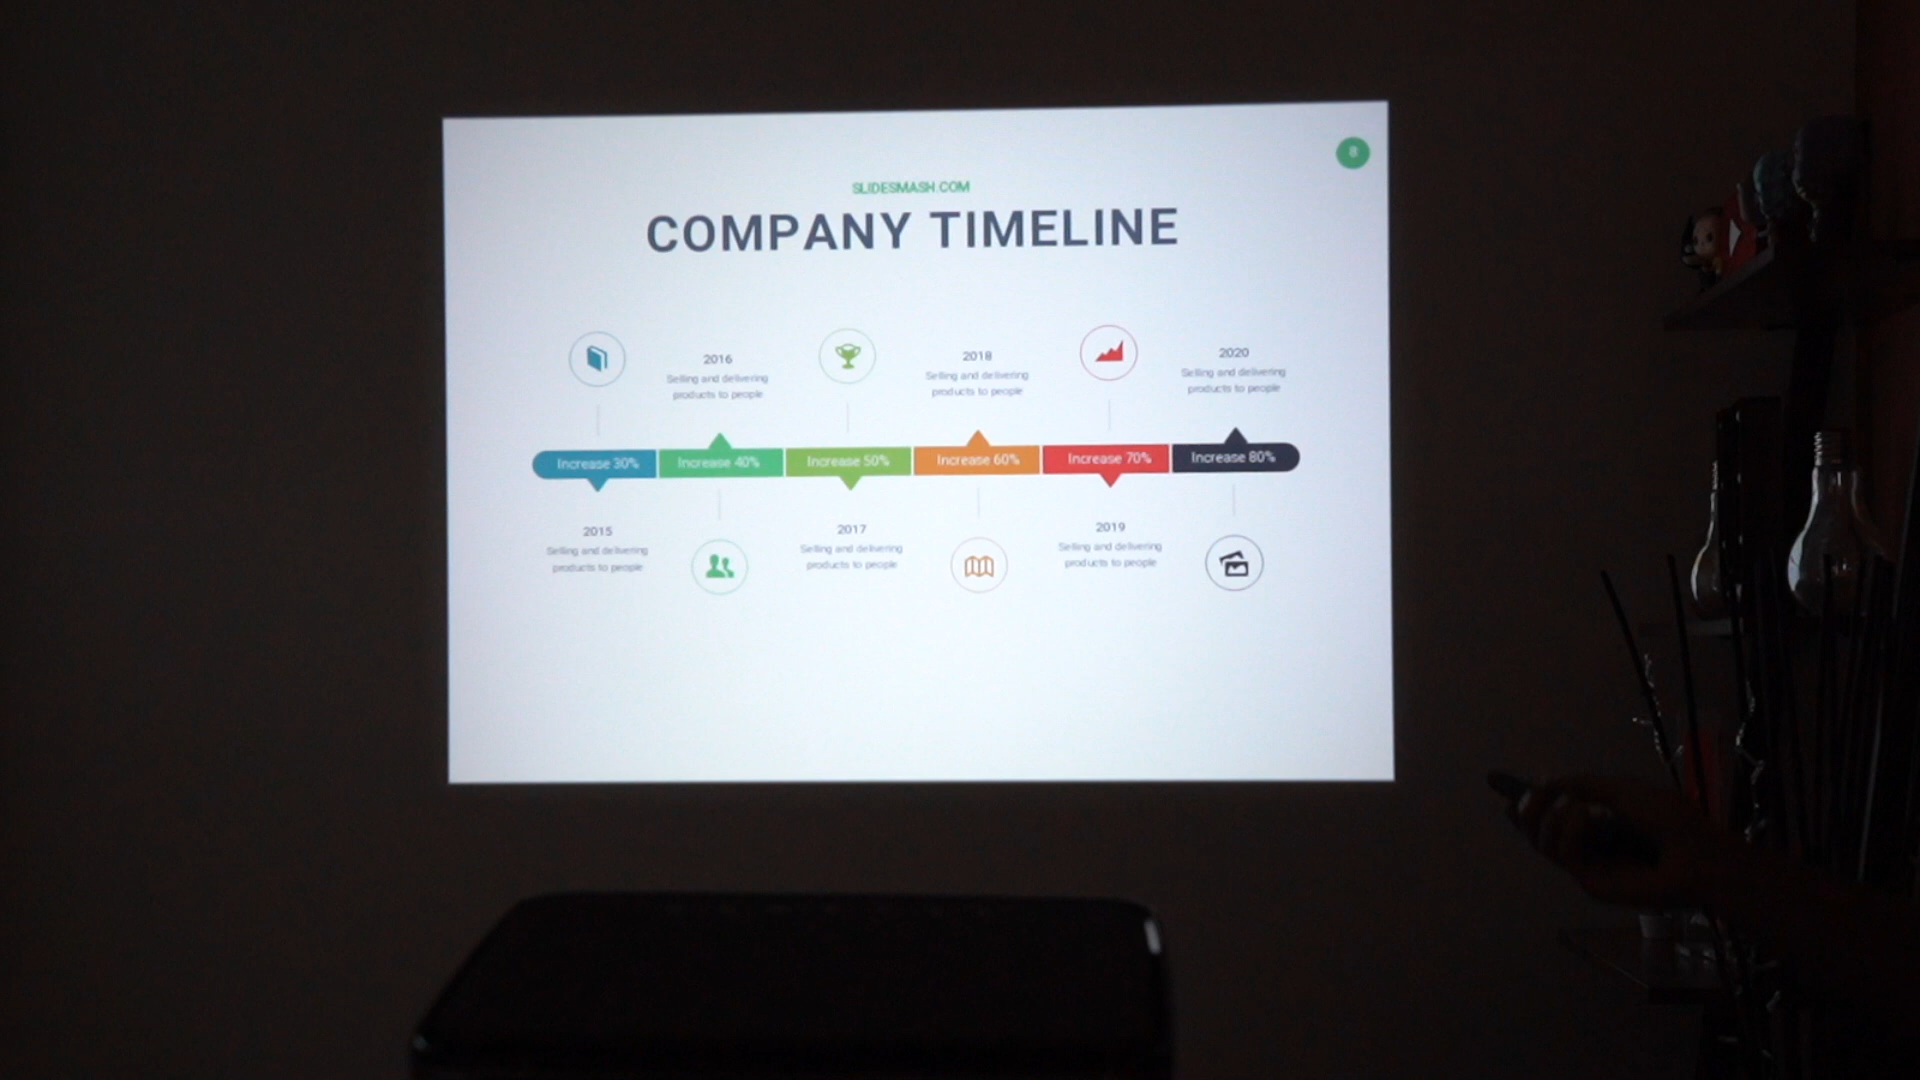 8
SLIDESMASH.COM
COMPANY TIMELINE
2016
Selling and delivering
products to people
2018
Selling and delivering
products to people
2020
Selling and delivering
products to people
Increase 30%
Increase 40%
Increase 50%
Increase 60%
Increase 70%
Increase 80%
2015
Selling and delivering
products to people
2017
Selling and delivering
products to people
2019
Selling and delivering
products to people